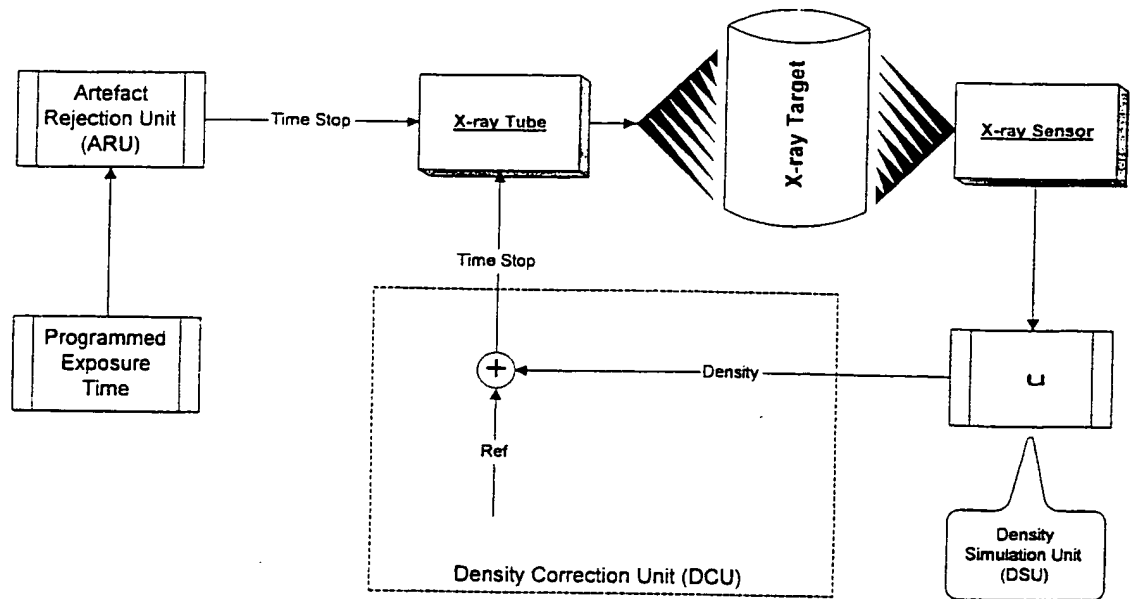 Artefact
Rejection Unit
(ARU)
Time Stop
X-ray Tube
X-ray Target
X-ray Sensor
Time Stop
Programmed
Exposure
Time
+
Density
u
Ref
Density
Simulation Unit
(DSU)
Density Correction Unit (DCU)